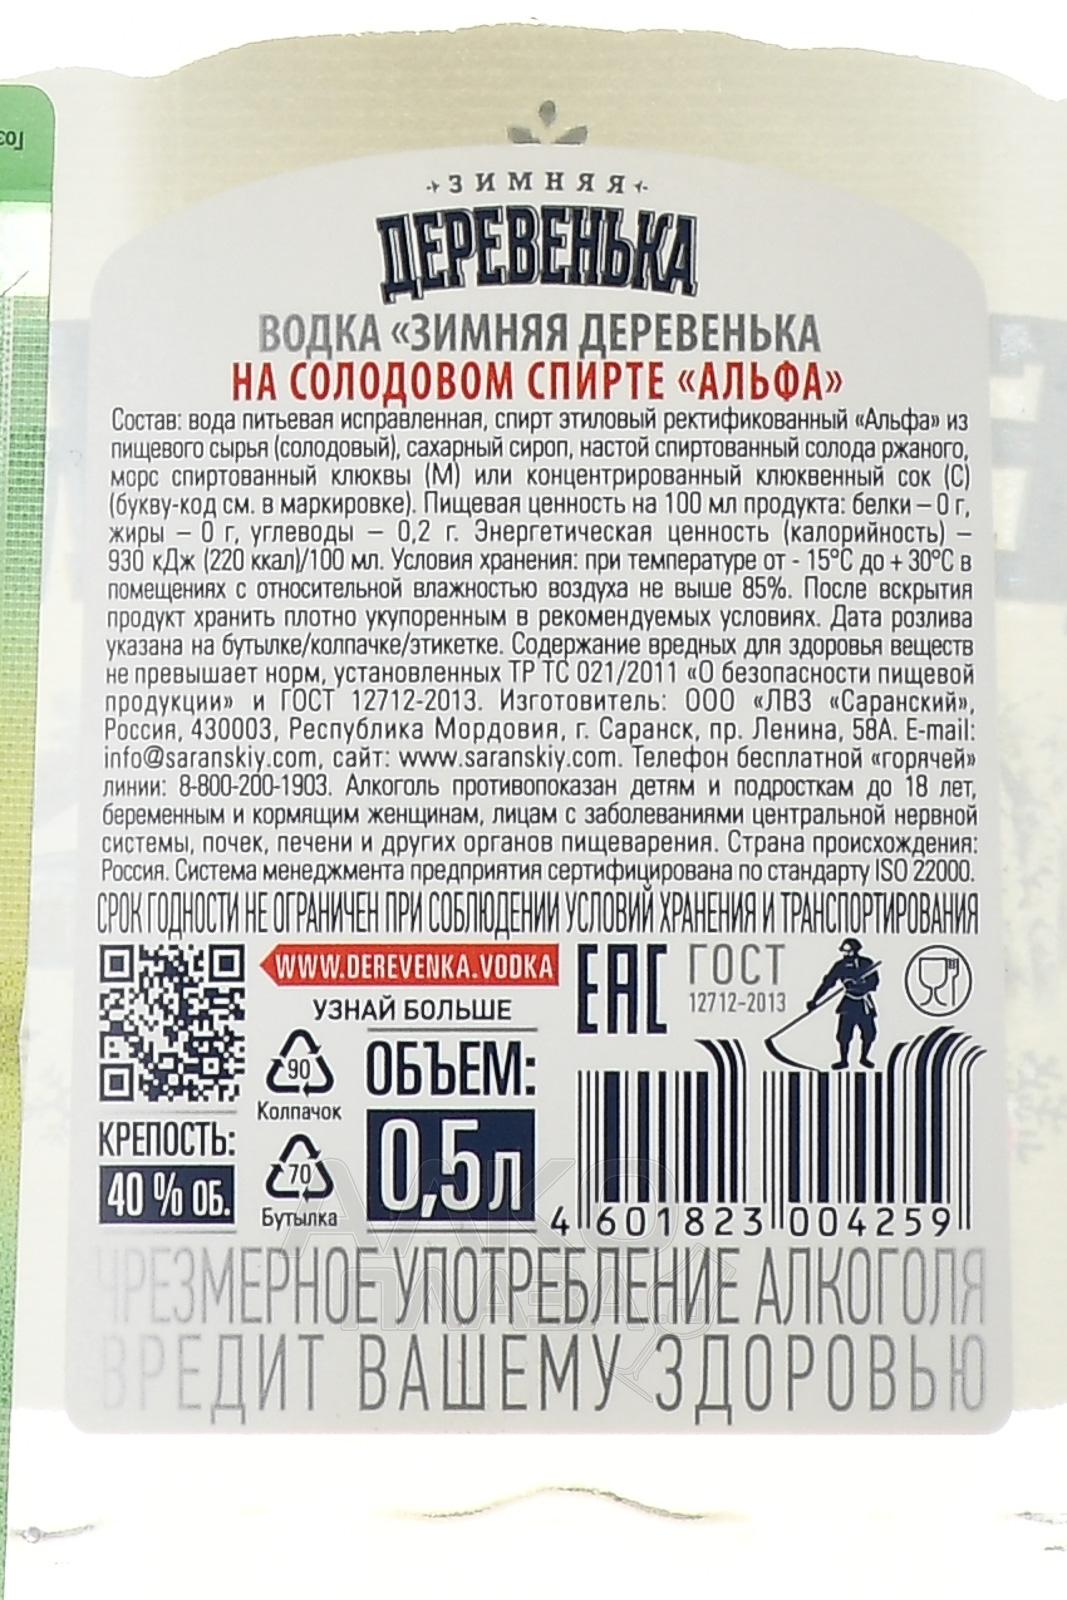 ЗИМНЯЯ
ДЕРЕВЕНЬКА
ВОДКА «ЗИМНЯЯ ДЕРЕВЕНЬКА
НА СОЛОДОВОМ СПИРТЕ «АЛЬФА»
Состав: вода питьевая исправленная, спирт этиловый ректификованный «Альфа» из
пищевого сырья (солодовый), сахарный сироп, настой спиртованный солода ржаного,
морс спиртованный клюквы (М) или концентрированный клюквенный сок (С)
(букву-код см. в маркировке). Пищевая ценность на 100 мл продукта: белки – 0 г,
жиры – 0 г, углеводы – 0,2 г. Энергетическая ценность (калорийность) –
930 кДж (220 ккал)/100 мл. Условия хранения: при температуре от - 15°С до + 30°С в
помещениях с относительной влажностью воздуха не выше 85%. После вскрытия
продукт хранить плотно укупоренным в рекомендуемых условиях. Дата розлива
указана на бутылке/колпачке/этикетке. Содержание вредных для здоровья веществ
не превышает норм, установленных ТР ТС 021/2011 «О безопасности пищевой
продукции» и ГОСТ 12712-2013. Изготовитель: ООО «ЛВЗ «Саранский»,
Россия, 430003, Республика Мордовия, г. Саранск, пр. Ленина, 58А. E-mail:
info@saranskiy.com, сайт: www.saranskiy.com. Телефон бесплатной «горячей»
линии: 8-800-200-1903. Алкоголь противопоказан детям и подросткам до 18 лет,
беременным и кормящим женщинам, лицам с заболеваниями центральной нервной
системы, почек, печени и других органов пищеварения. Страна происхождения:
Россия. Система менеджмента предприятия сертифицирована по стандарту ISO 22000.
СРОК ГОДНОСТИ НЕ ОГРАНИЧЕН ПРИ СОБЛЮДЕНИИ УСЛОВИЙ ХРАНЕНИЯ И ТРАНСПОРТИРОВАНИЯ
WWW.DEREVENKA.VODKA
УЗНАЙ БОЛЬШЕ
EAC
ГОСТ
12712-2013
90
Колпачок
ОБЪЕМ:
0,5 л
КРЕПОСТЬ:
40 % ОБ.
70
Бутылка
4 601823 004259
ЧРЕЗМЕРНОЕ УПОТРЕБЛЕНИЕ АЛКОГОЛЯ
ВРЕДИТ ВАШЕМУ ЗДОРОВЬЮ